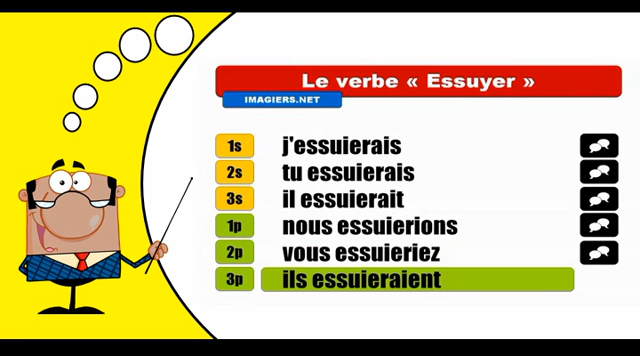 Le verbe « Essuyer »
IMAGIERS.NET
1s j'essuierais
2s tu essuierais
3s il essuierait
1p nous essuierions
2p vous essuieriez
3p ils essuieraient